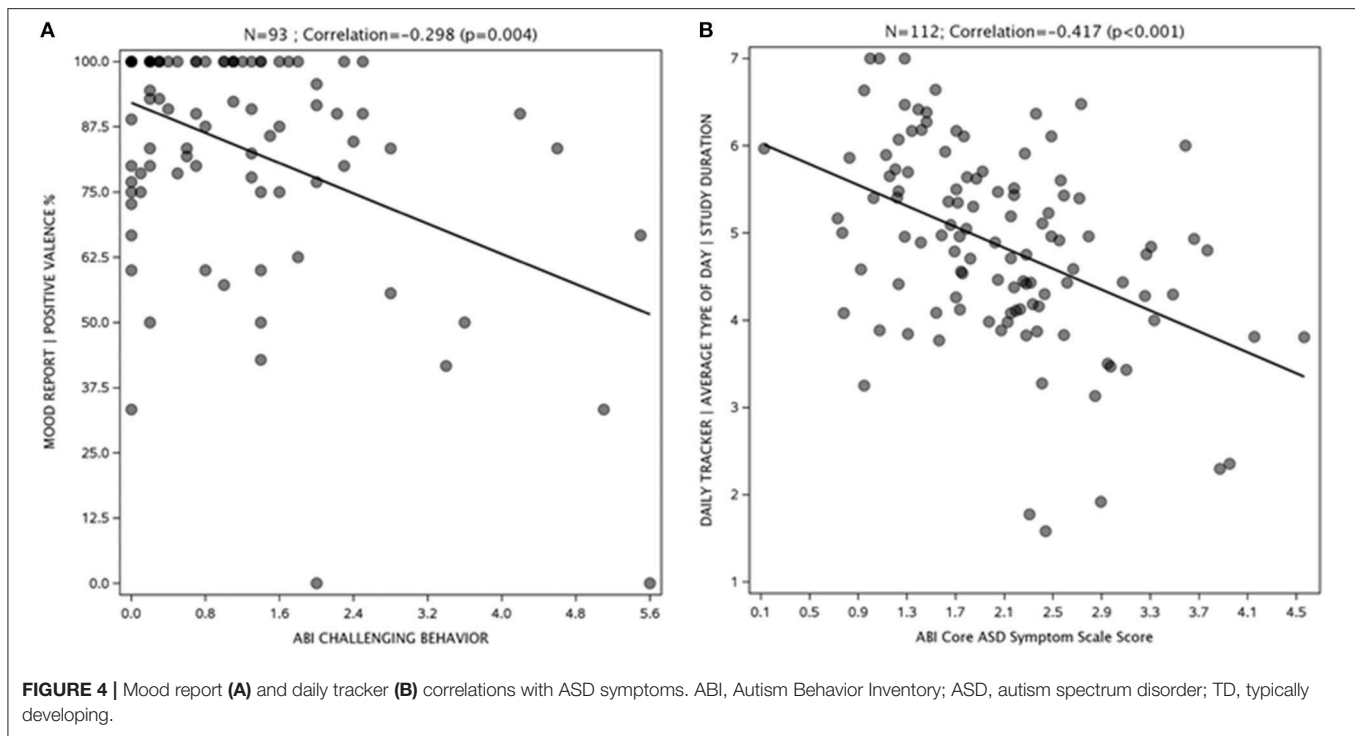 A
N=93 ; Correlation=-0.298 (p=0.004)
MOOD REPORT | POSITIVE VALENCE %
100.0
87.5
75.0
62.5
50.0
37.5
25.0
12.5
0.0
0.0 0.8 1.6 2.4 3.2 4.0 4.8 5.6
ABI CHALLENGING BEHAVIOR
B
N=112; Correlation=-0.417 (p<0.001)
DAILY TRACKER | AVERAGE TYPE OF DAY | STUDY DURATION
7
6
5
4
3
2
1
0.1 0.5 0.9 1.3 1.7 2.1 2.5 2.9 3.3 3.7 4.1 4.5
ABI Core ASD Symptom Scale Score
FIGURE 4 | Mood report (A) and daily tracker (B) correlations with ASD symptoms. ABI, Autism Behavior Inventory; ASD, autism spectrum disorder; TD, typically
developing.